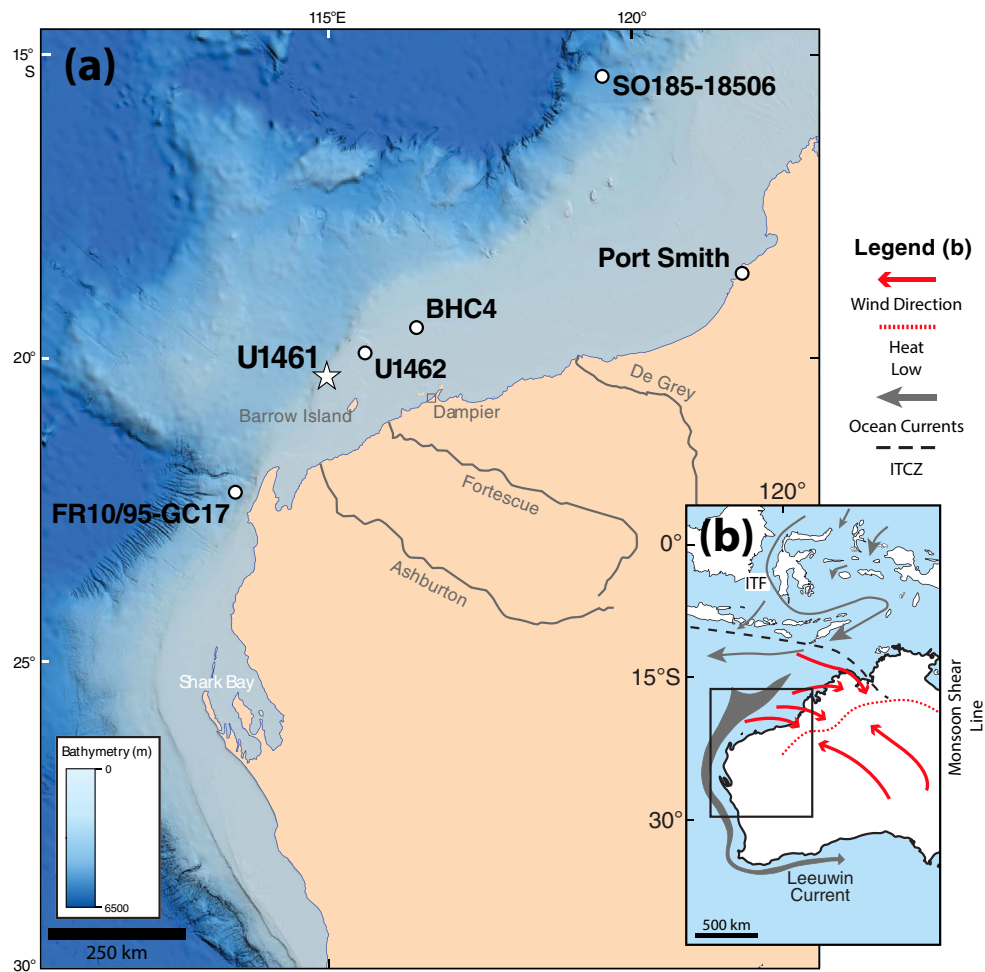 115°E
120°
15°
S
(a)
SO185-18506
Port Smith
BHC4
U1461
U1462
20°
De Grey
Barrow Island
Dampier
Fortescue
FR10/95-GC17
Ashburton
25°
Shark Bay
Bathymetry (m)
0
6500
250 km
30°
Legend (b)
Wind Direction
Heat
Low
Ocean Currents
ITCZ
120°
(b)
0°
ITF
15°S
30°
Monsoon Shear
Line
Leeuwin
Current
500 km